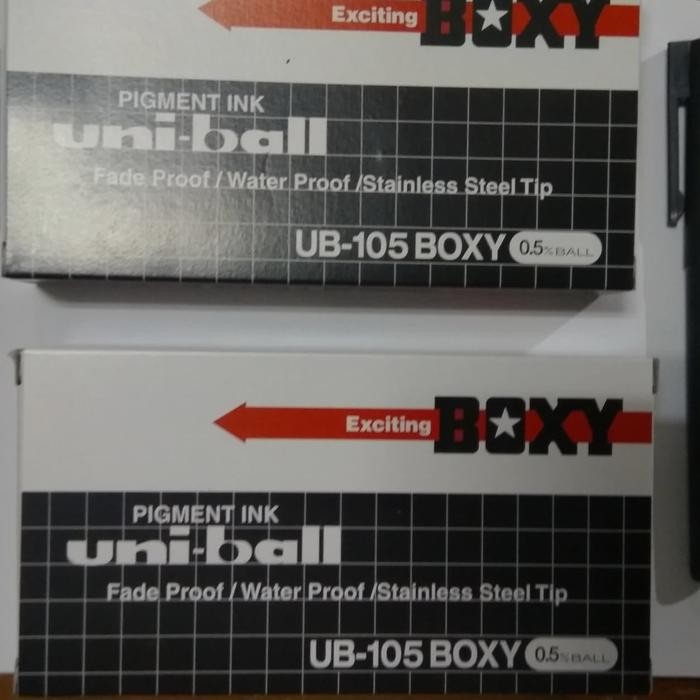 Exciting BOXY
PIGMENT INK
uni-ball
Fade Proof / Water Proof /Stainless Steel Tip
UB-105 BOXY 0.5% BALL
Exciting BOXY
PIGMENT INK
uni-ball
Fade Proof / Water Proof /Stainless Steel Tip
UB-105 BOXY 0.5% BALL